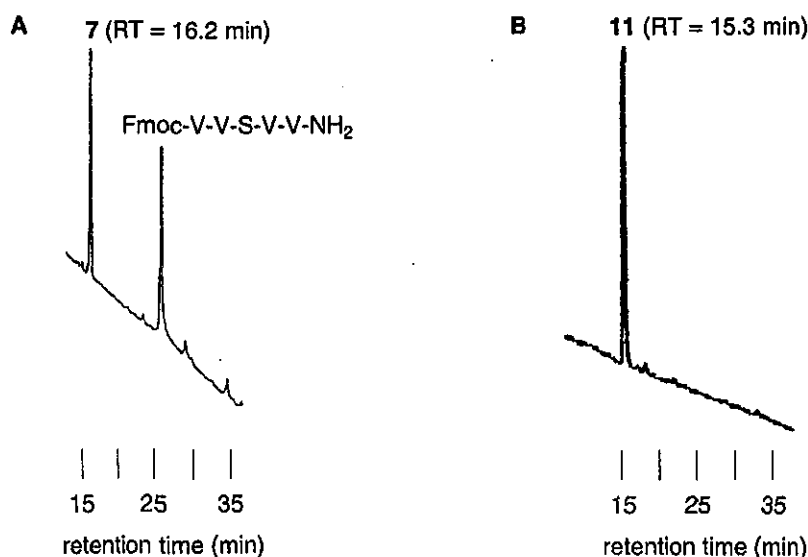 A 7 (RT = 16.2 min)
Fmoc-V-V-S-V-V-NH₂
15 25 35
retention time (min)
B 11 (RT = 15.3 min)
15 25 35
retention time (min)